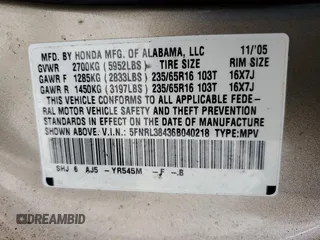 MFD. BY HONDA MFG. OF ALABAMA, LLC 11/'05
GVWR 2700KG (5952LBS) TIRE SIZE RIM SIZE
GAWR F 1285KG (2833LBS) 235/65R16 103T 16X7J
GAWR R 1450KG (3197LBS) 235/65R16 103T 16X7J
THIS VEHICLE CONFORMS TO ALL APPLICABLE FEDERAL
MOTOR VEHICLE SAFETY AND THEFT PREVENTION
STANDARDS IN EFFECT ON THE DATE OF MANUFACTURE
SHOWN ABOVE. V.I.N.: 5FNRL38436B040218 TYPE:MPV
SHJ 6 AJ5 - YR545M -F -B
DREAMBID